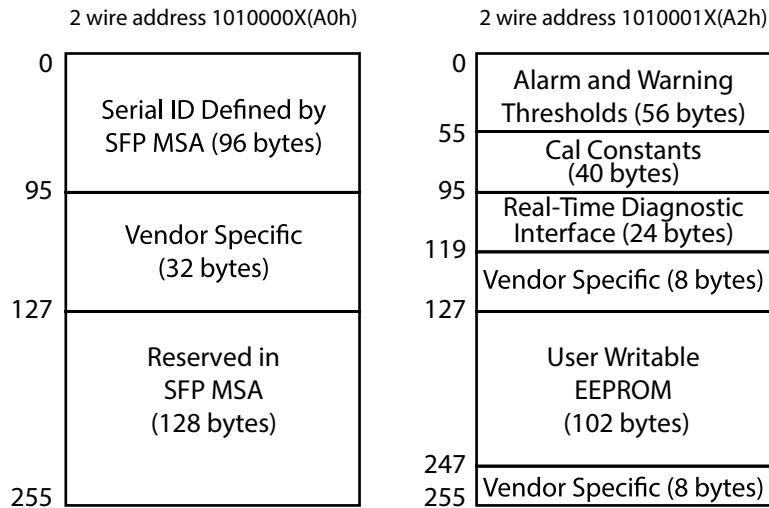 2 wire address 1010000X(A0h)
0
Serial ID Defined by
SFP MSA (96 bytes)
95
Vendor Specific
(32 bytes)
127
Reserved in
SFP MSA
(128 bytes)
255
2 wire address 1010001X(A2h)
0
Alarm and Warning
Thresholds (56 bytes)
55
Cal Constants
(40 bytes)
95
Real-Time Diagnostic
Interface (24 bytes)
119
Vendor Specific (8 bytes)
127
User Writable
EEPROM
(102 bytes)
247
Vendor Specific (8 bytes)
255